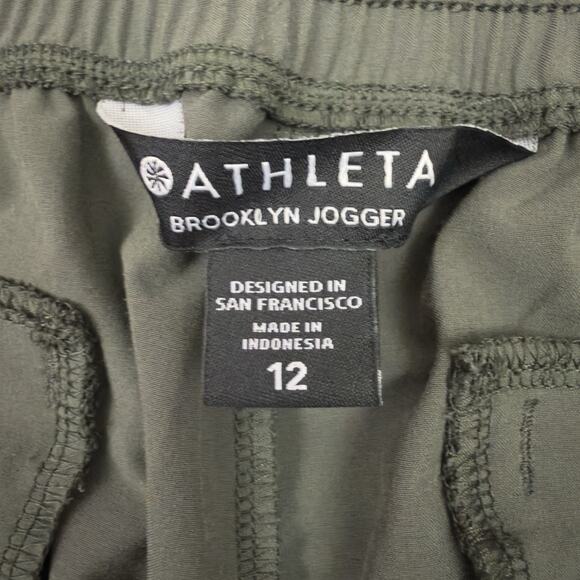 ATHLETA
BROOKLYN JOGGER
DESIGNED IN
SAN FRANCISCO
MADE IN
INDONESIA
12